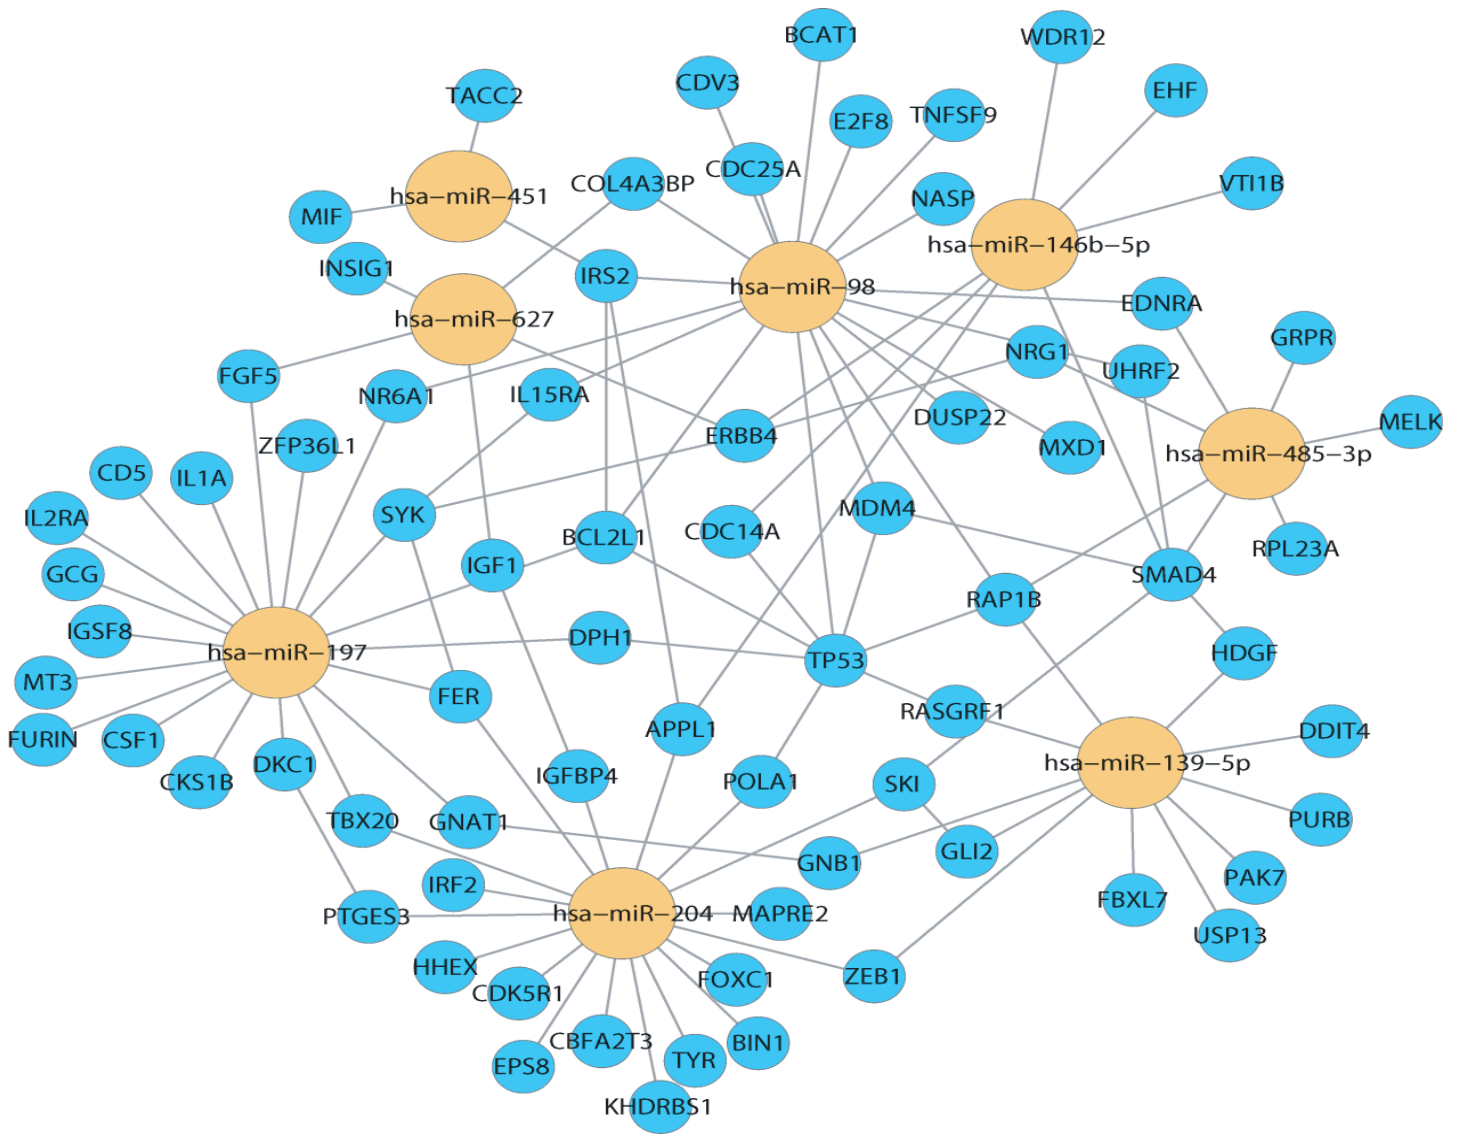 BCAT1
WDR12
CDV3
EHF
TACC2
E2F8
TNFSF9
CDC25A
COL4A3BP
VTI1B
hsa–miR–451
NASP
MIF
hsa–miR–146b–5p
INSIG1
IRS2
hsa–miR–98
EDNRA
hsa–miR–627
GRPR
NRG1
UHRF2
FGF5
NR6A1
IL15RA
DUSP22
MELK
ERBB4
ZFP36L1
MXD1
hsa–miR–485–3p
CD5
IL1A
MDM4
IL2RA
SYK
CDC14A
BCL2L1
RPL23A
IGF1
GCG
SMAD4
RAP1B
IGSF8
DPH1
hsa–miR–197
HDGF
TP53
MT3
FER
RASGRF1
APPL1
DDIT4
FURIN
CSF1
hsa–miR–139–5p
DKC1
IGFBP4
CKS1B
POLA1
SKI
TBX20
GNAT1
PURB
GLI2
GNB1
PAK7
IRF2
FBXL7
PTGES3
hsa–miR–204
MAPRE2
USP13
HHEX
ZEB1
FOXC1
CDK5R1
CBFA2T3
BIN1
TYR
EPS8
KHDRBS1